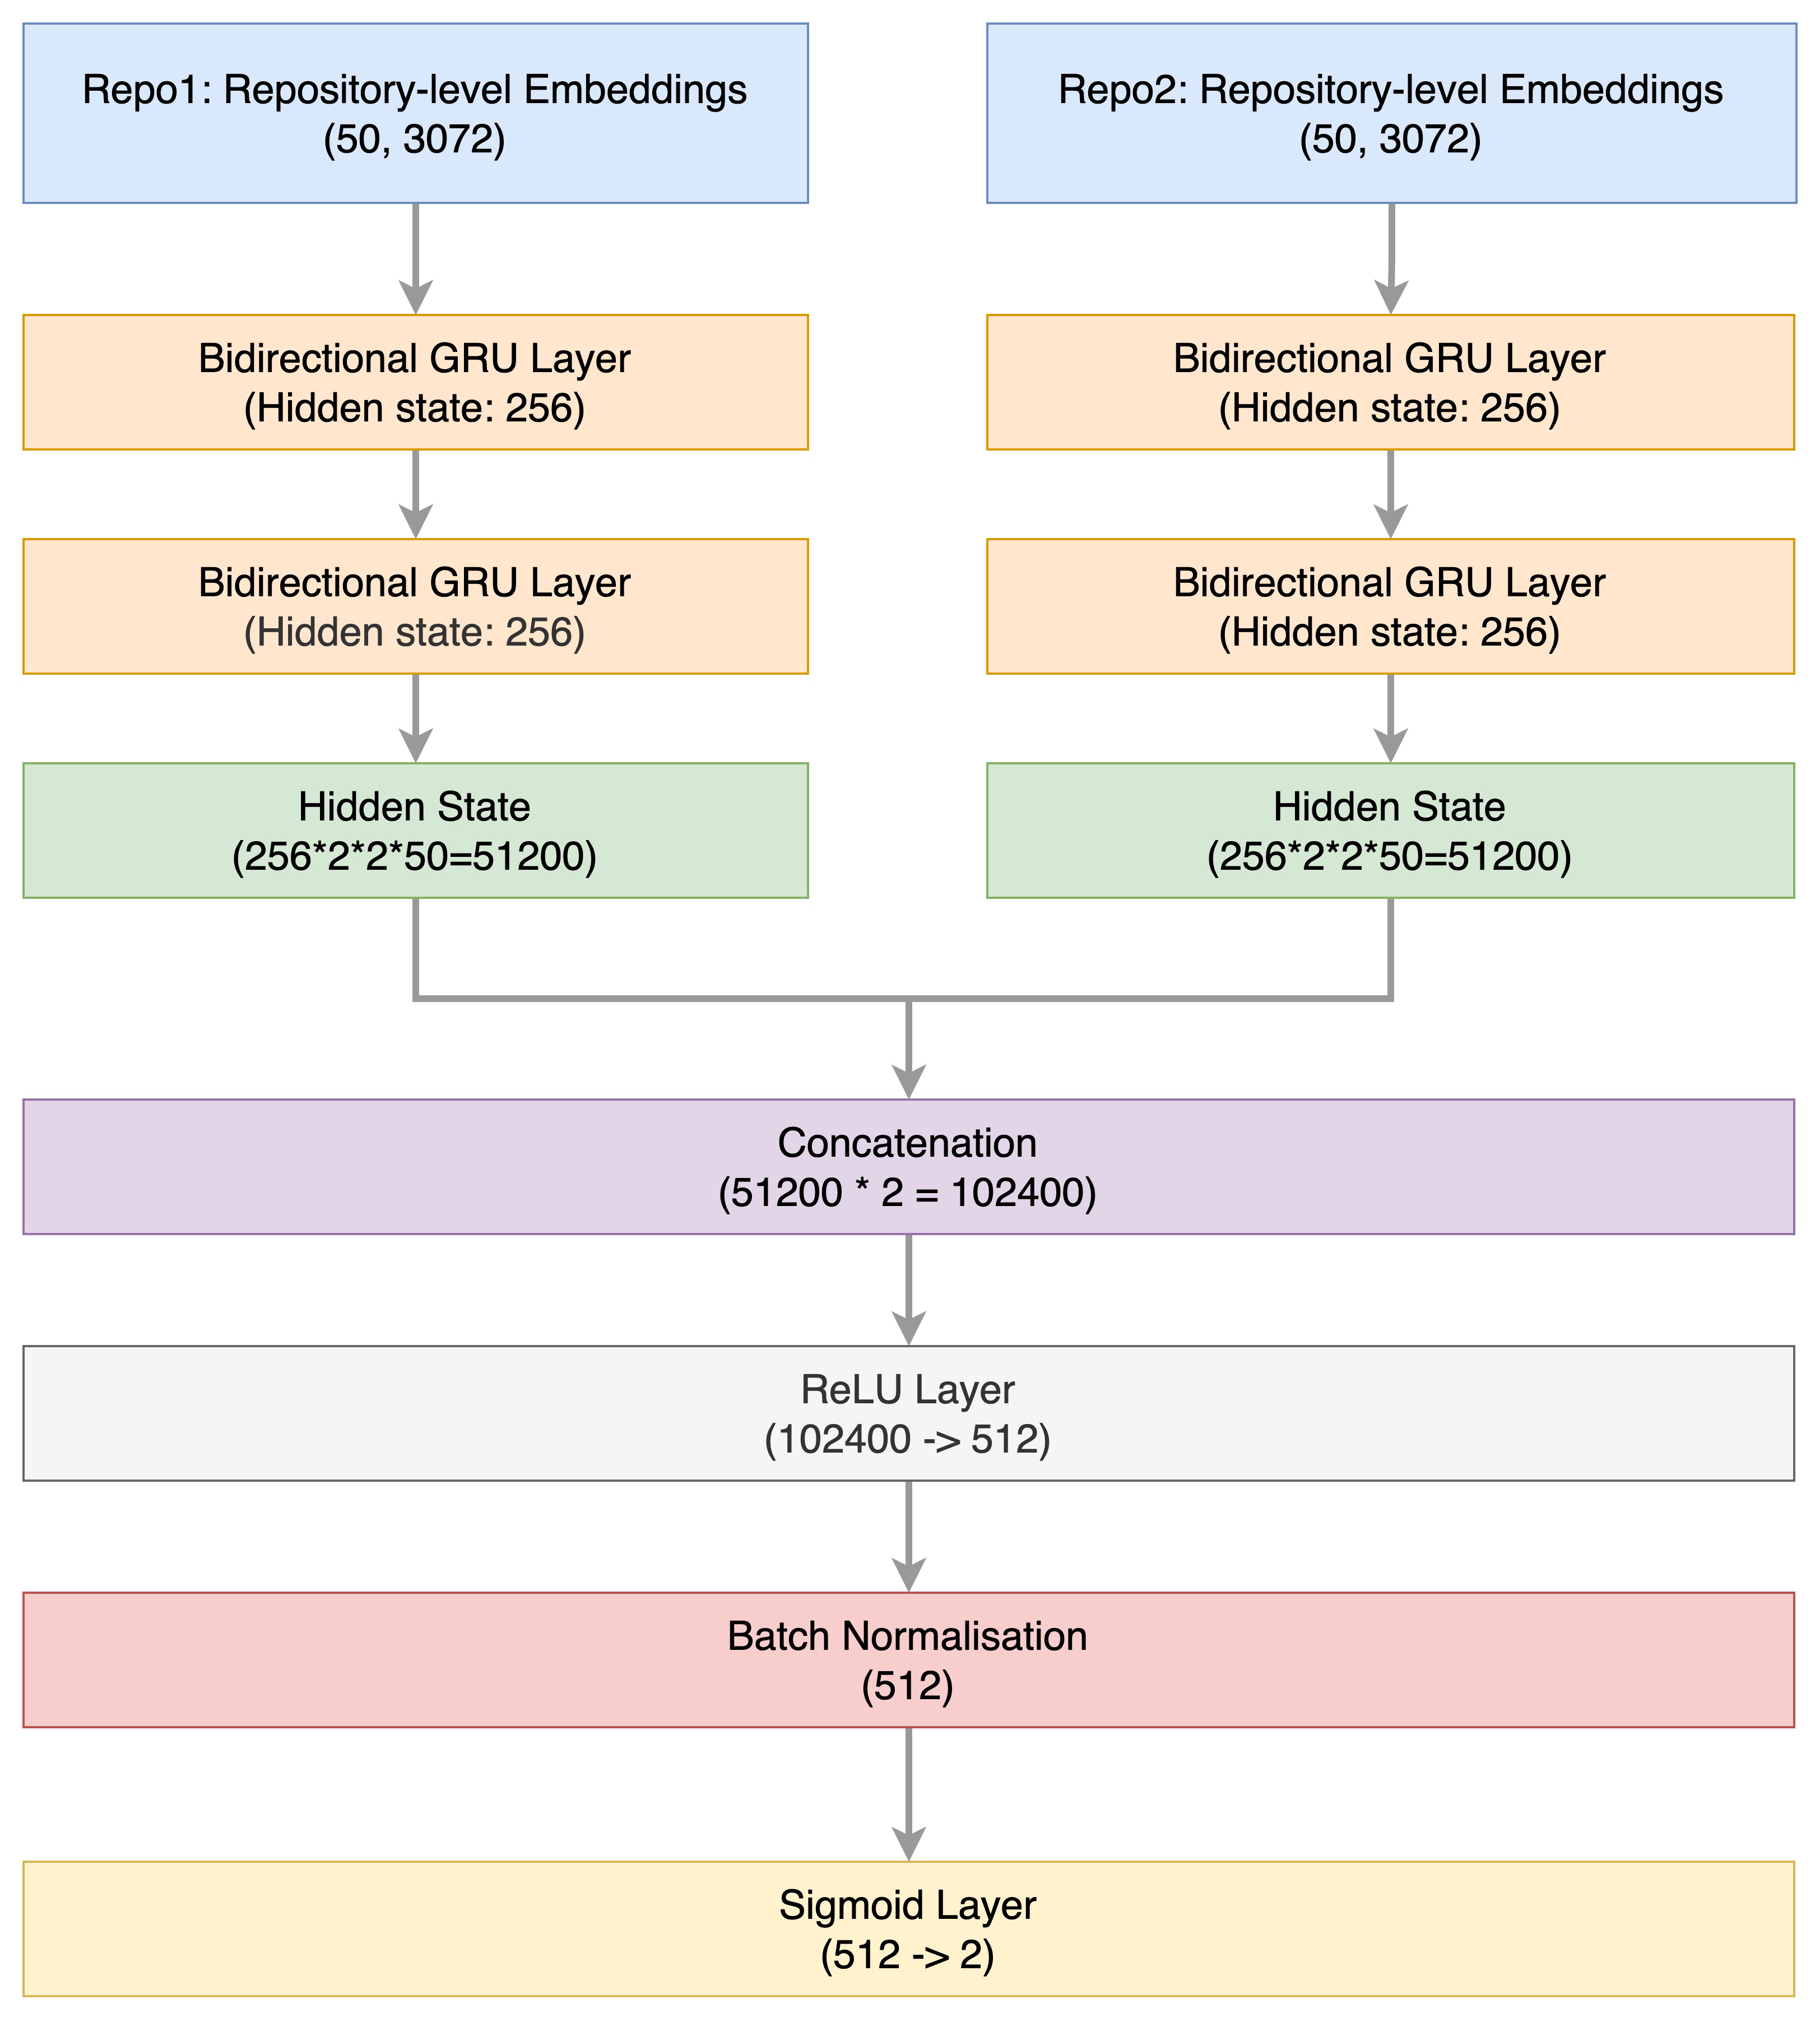 Repo1: Repository-level Embeddings
(50, 3072)
Repo2: Repository-level Embeddings
(50, 3072)
Bidirectional GRU Layer
(Hidden state: 256)
Bidirectional GRU Layer
(Hidden state: 256)
Bidirectional GRU Layer
(Hidden state: 256)
Bidirectional GRU Layer
(Hidden state: 256)
Hidden State
(256*2*2*50=51200)
Hidden State
(256*2*2*50=51200)
Concatenation
(51200 * 2 = 102400)
ReLU Layer
(102400 -> 512)
Batch Normalisation
(512)
Sigmoid Layer
(512 -> 2)